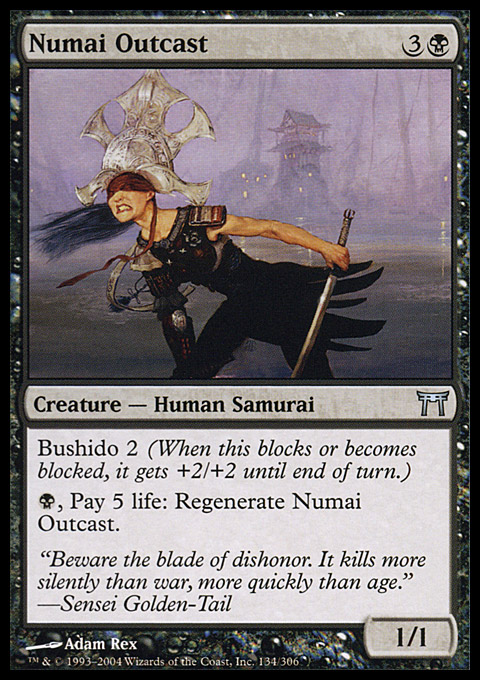 Numai Outcast 3
Creature — Human Samurai
Bushido 2 (When this blocks or becomes
blocked, it gets +2/+2 until end of turn.)
, Pay 5 life: Regenerate Numai
Outcast.
“Beware the blade of dishonor. It kills more
silently than war, more quickly than age.”
—Sensei Golden-Tail
Adam Rex
1/1
™ & © 1993–2004 Wizards of the Coast, Inc. 134/306